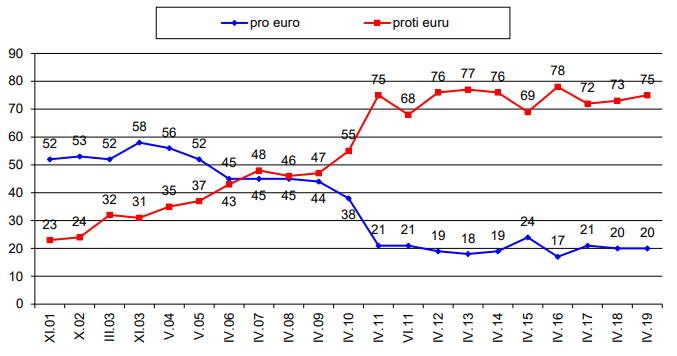 pro euro proti euru
90
80
70
60
50
40
30
20
10
0
52 53 52 58 56 52 45 45 45 44 38 21 21 19 18 19 24 17 21 20 20
23 24 32 31 35 37 43 48 46 47 55 75 68 76 77 76 69 78 72 73 75
XI.01
X.02
III.03
XI.03
V.04
V.05
IV.06
IV.07
IV.08
IV.09
IV.10
IV.11
VI.11
IV.12
IV.13
IV.14
IV.15
IV.16
IV.17
IV.18
IV.19